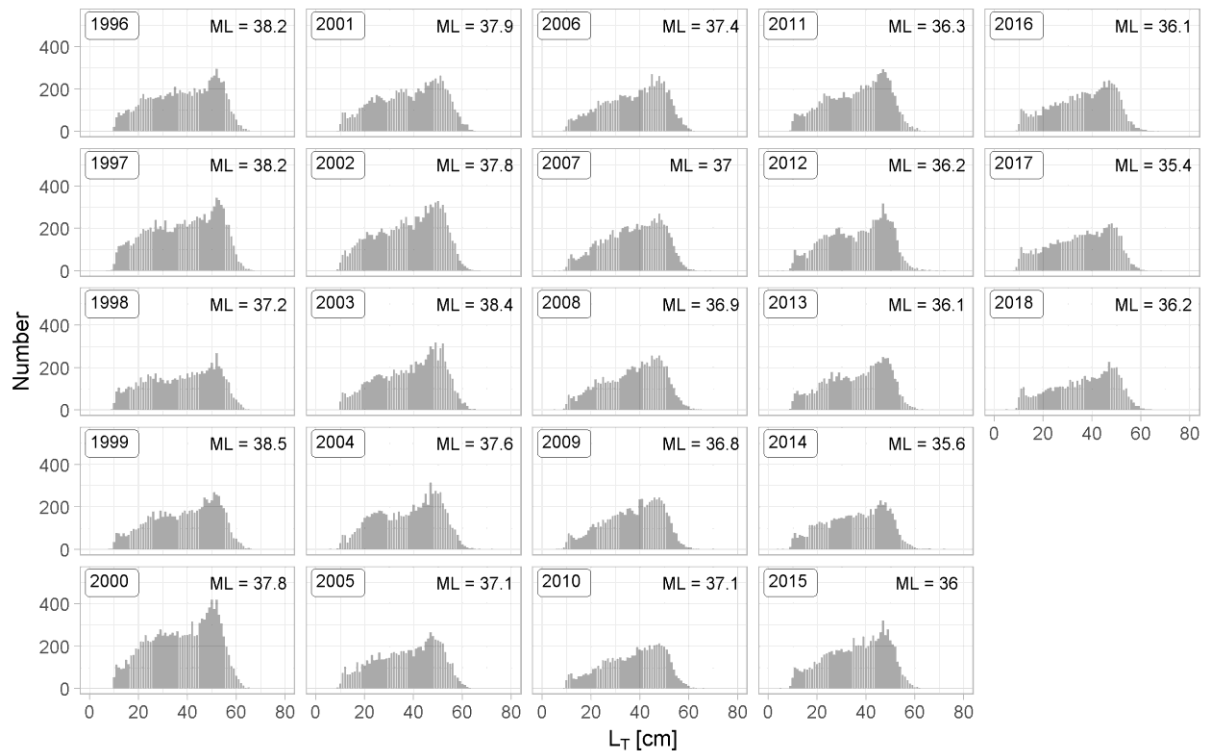 1996 ML = 38.2 2001 ML = 37.9 2006 ML = 37.4 2011 ML = 36.3 2016 ML = 36.1
400
200
0
1997 ML = 38.2 2002 ML = 37.8 2007 ML = 37 2012 ML = 36.2 2017 ML = 35.4
400
200
0
1998 ML = 37.2 2003 ML = 38.4 2008 ML = 36.9 2013 ML = 36.1 2018 ML = 36.2
400
200
0
0 20 40 60 80
Number
1999 ML = 38.5 2004 ML = 37.6 2009 ML = 36.8 2014 ML = 35.6
400
200
0
2000 ML = 37.8 2005 ML = 37.1 2010 ML = 37.1 2015 ML = 36
400
200
0
0 20 40 60 80 0 20 40 60 80 0 20 40 60 80 0 20 40 60 80
L_T [cm]